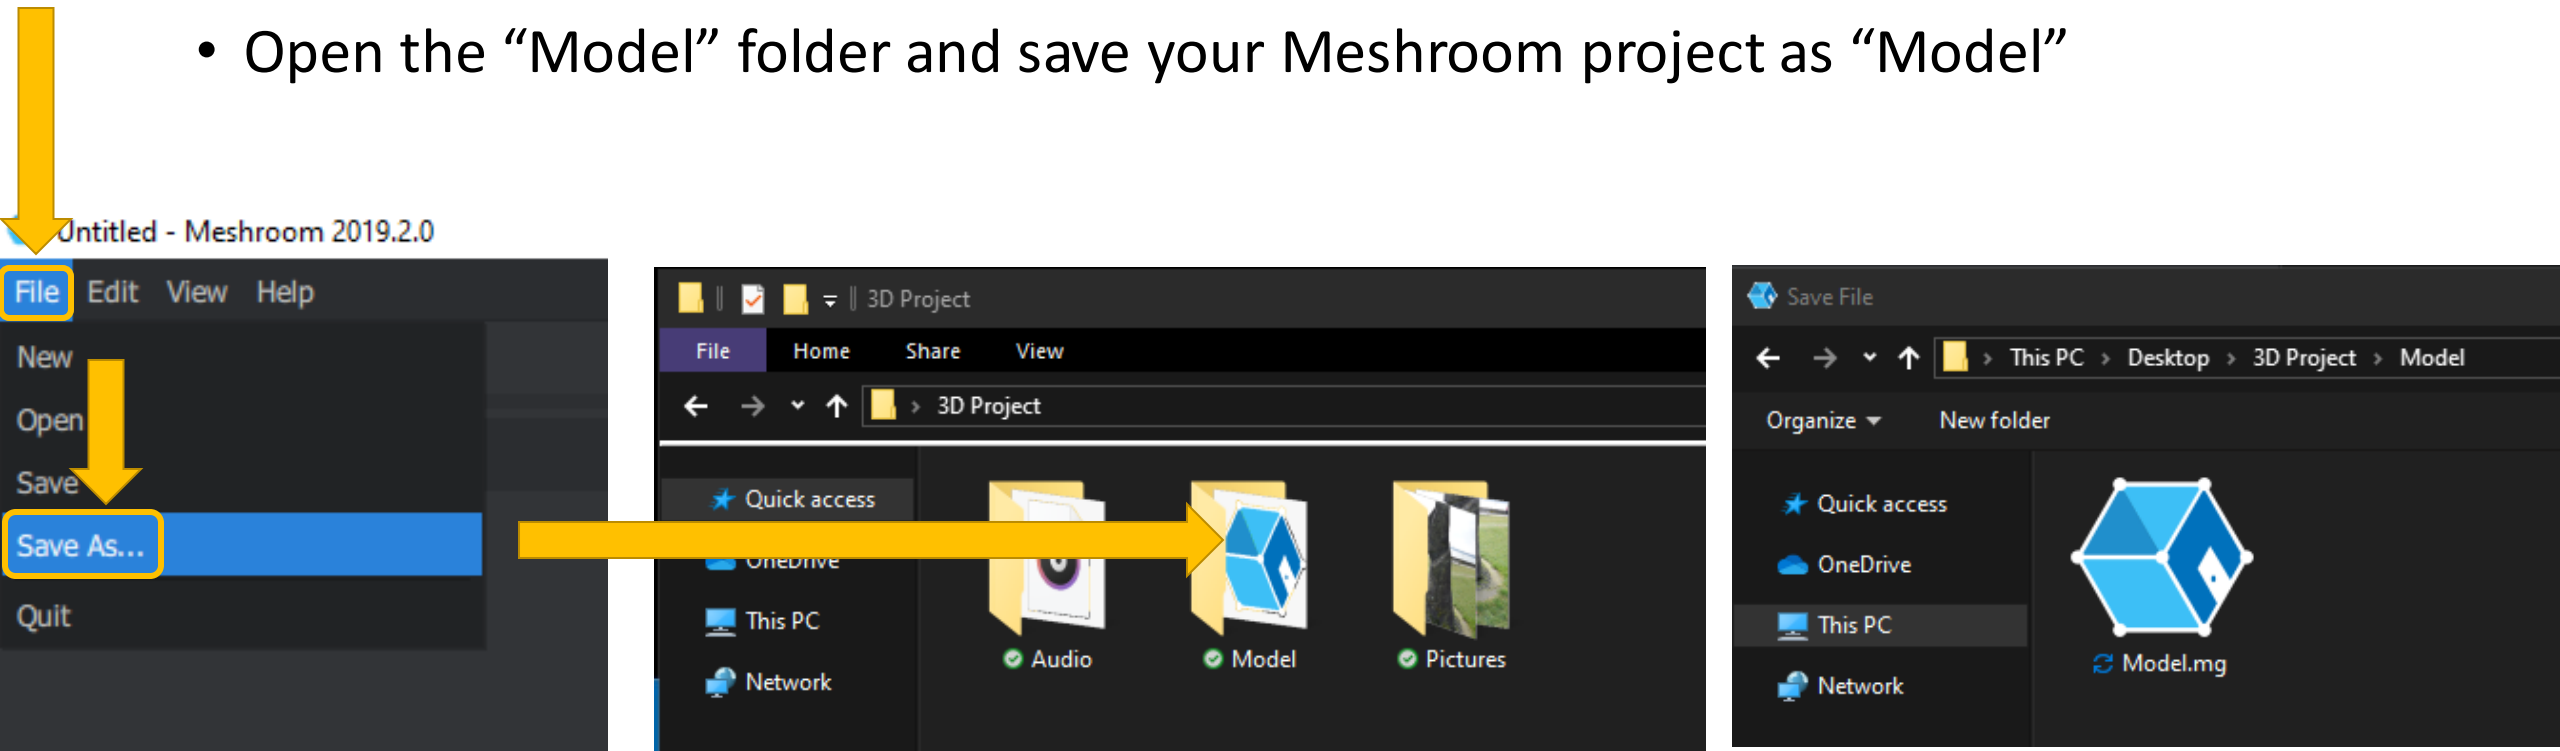 • Open the “Model” folder and save your Meshroom project as “Model”
Untitled - Meshroom 2019.2.0
File Edit View Help
New
Open
Save
Save As...
Quit
3D Project
File Home Share View
3D Project
Quick access
OneDrive
This PC
Network
Audio
Model
Pictures
Save File
This PC > Desktop > 3D Project > Model
Organize New folder
Quick access
OneDrive
This PC
Network
Model.mg